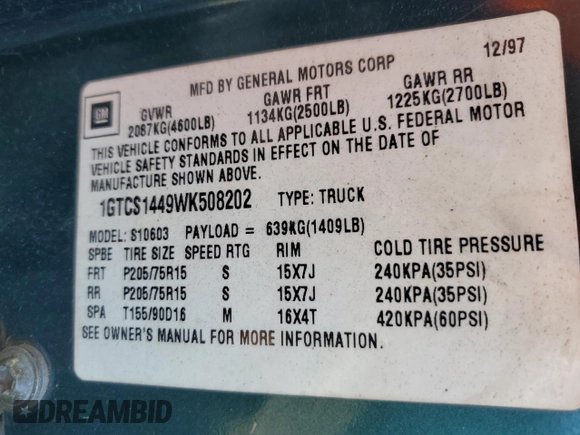 MFD BY GENERAL MOTORS CORP 12/97
GM GVWR GAWR FRT GAWR RR
2087KG(4600LB) 1134KG(2500LB) 1225KG(2700LB)
THIS VEHICLE CONFORMS TO ALL APPLICABLE U.S. FEDERAL MOTOR
VEHICLE SAFETY STANDARDS IN EFFECT ON THE DATE OF
MANUFACTURE SHOWN ABOVE.
1GTCS1449WK508202 TYPE: TRUCK
MODEL: S10603 PAYLOAD = 639KG(1409LB)
SPBE TIRE SIZE SPEED RTG RIM COLD TIRE PRESSURE
FRT P205/75R15 S 15X7J 240KPA(35PSI)
RR P205/75R15 S 15X7J 240KPA(35PSI)
SPA T155/90D16 M 16X4T 420KPA(60PSI)
SEE OWNER'S MANUAL FOR MORE INFORMATION.
DREAMBID